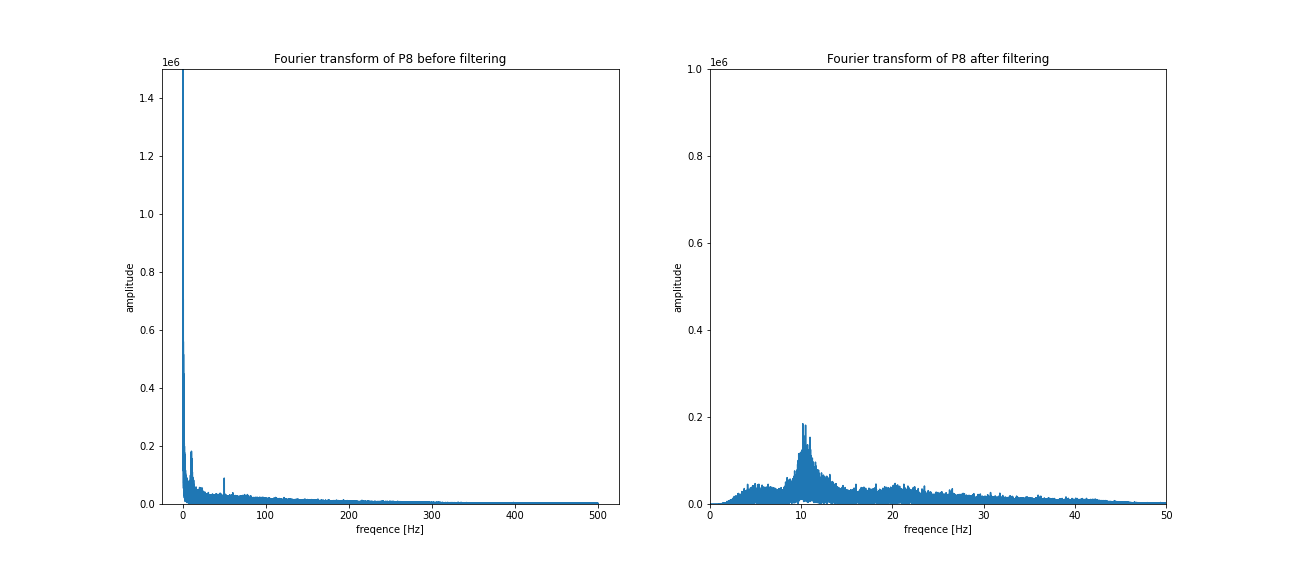 Fourier transform of P8 before filtering
1e6
1.4
1.2
1.0
0.8
0.6
0.4
0.2
0.0
amplitude
0 100 200 300 400 500
freqence [Hz]
Fourier transform of P8 after filtering
1e6
1.0
0.8
0.6
0.4
0.2
0.0
amplitude
0 10 20 30 40 50
freqence [Hz]